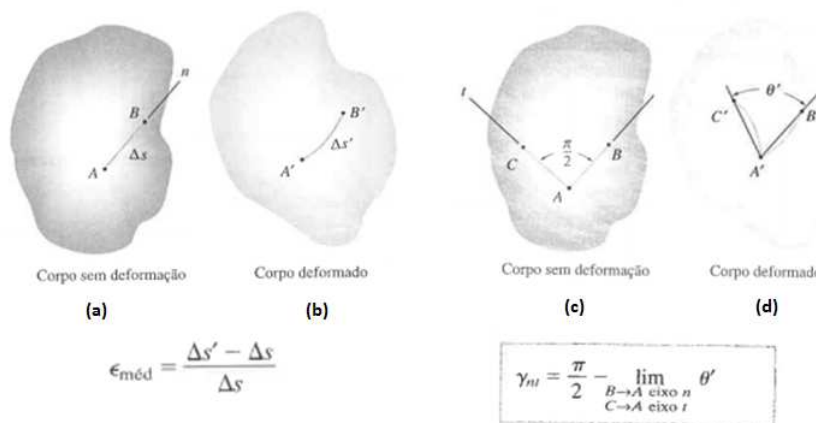 n
B
Δs
A
B'
Δs'
A'
Corpo sem deformação
Corpo deformado
(a)
(b)
t
C
π/2
B
A
θ'
C'
B
A'
Corpo sem deformação
Corpo deformado
(c)
(d)
ϵméd = Δs' − Δs / Δs
γnt = π/2 − lim θ'
B→A eixo n
C→A eixo t